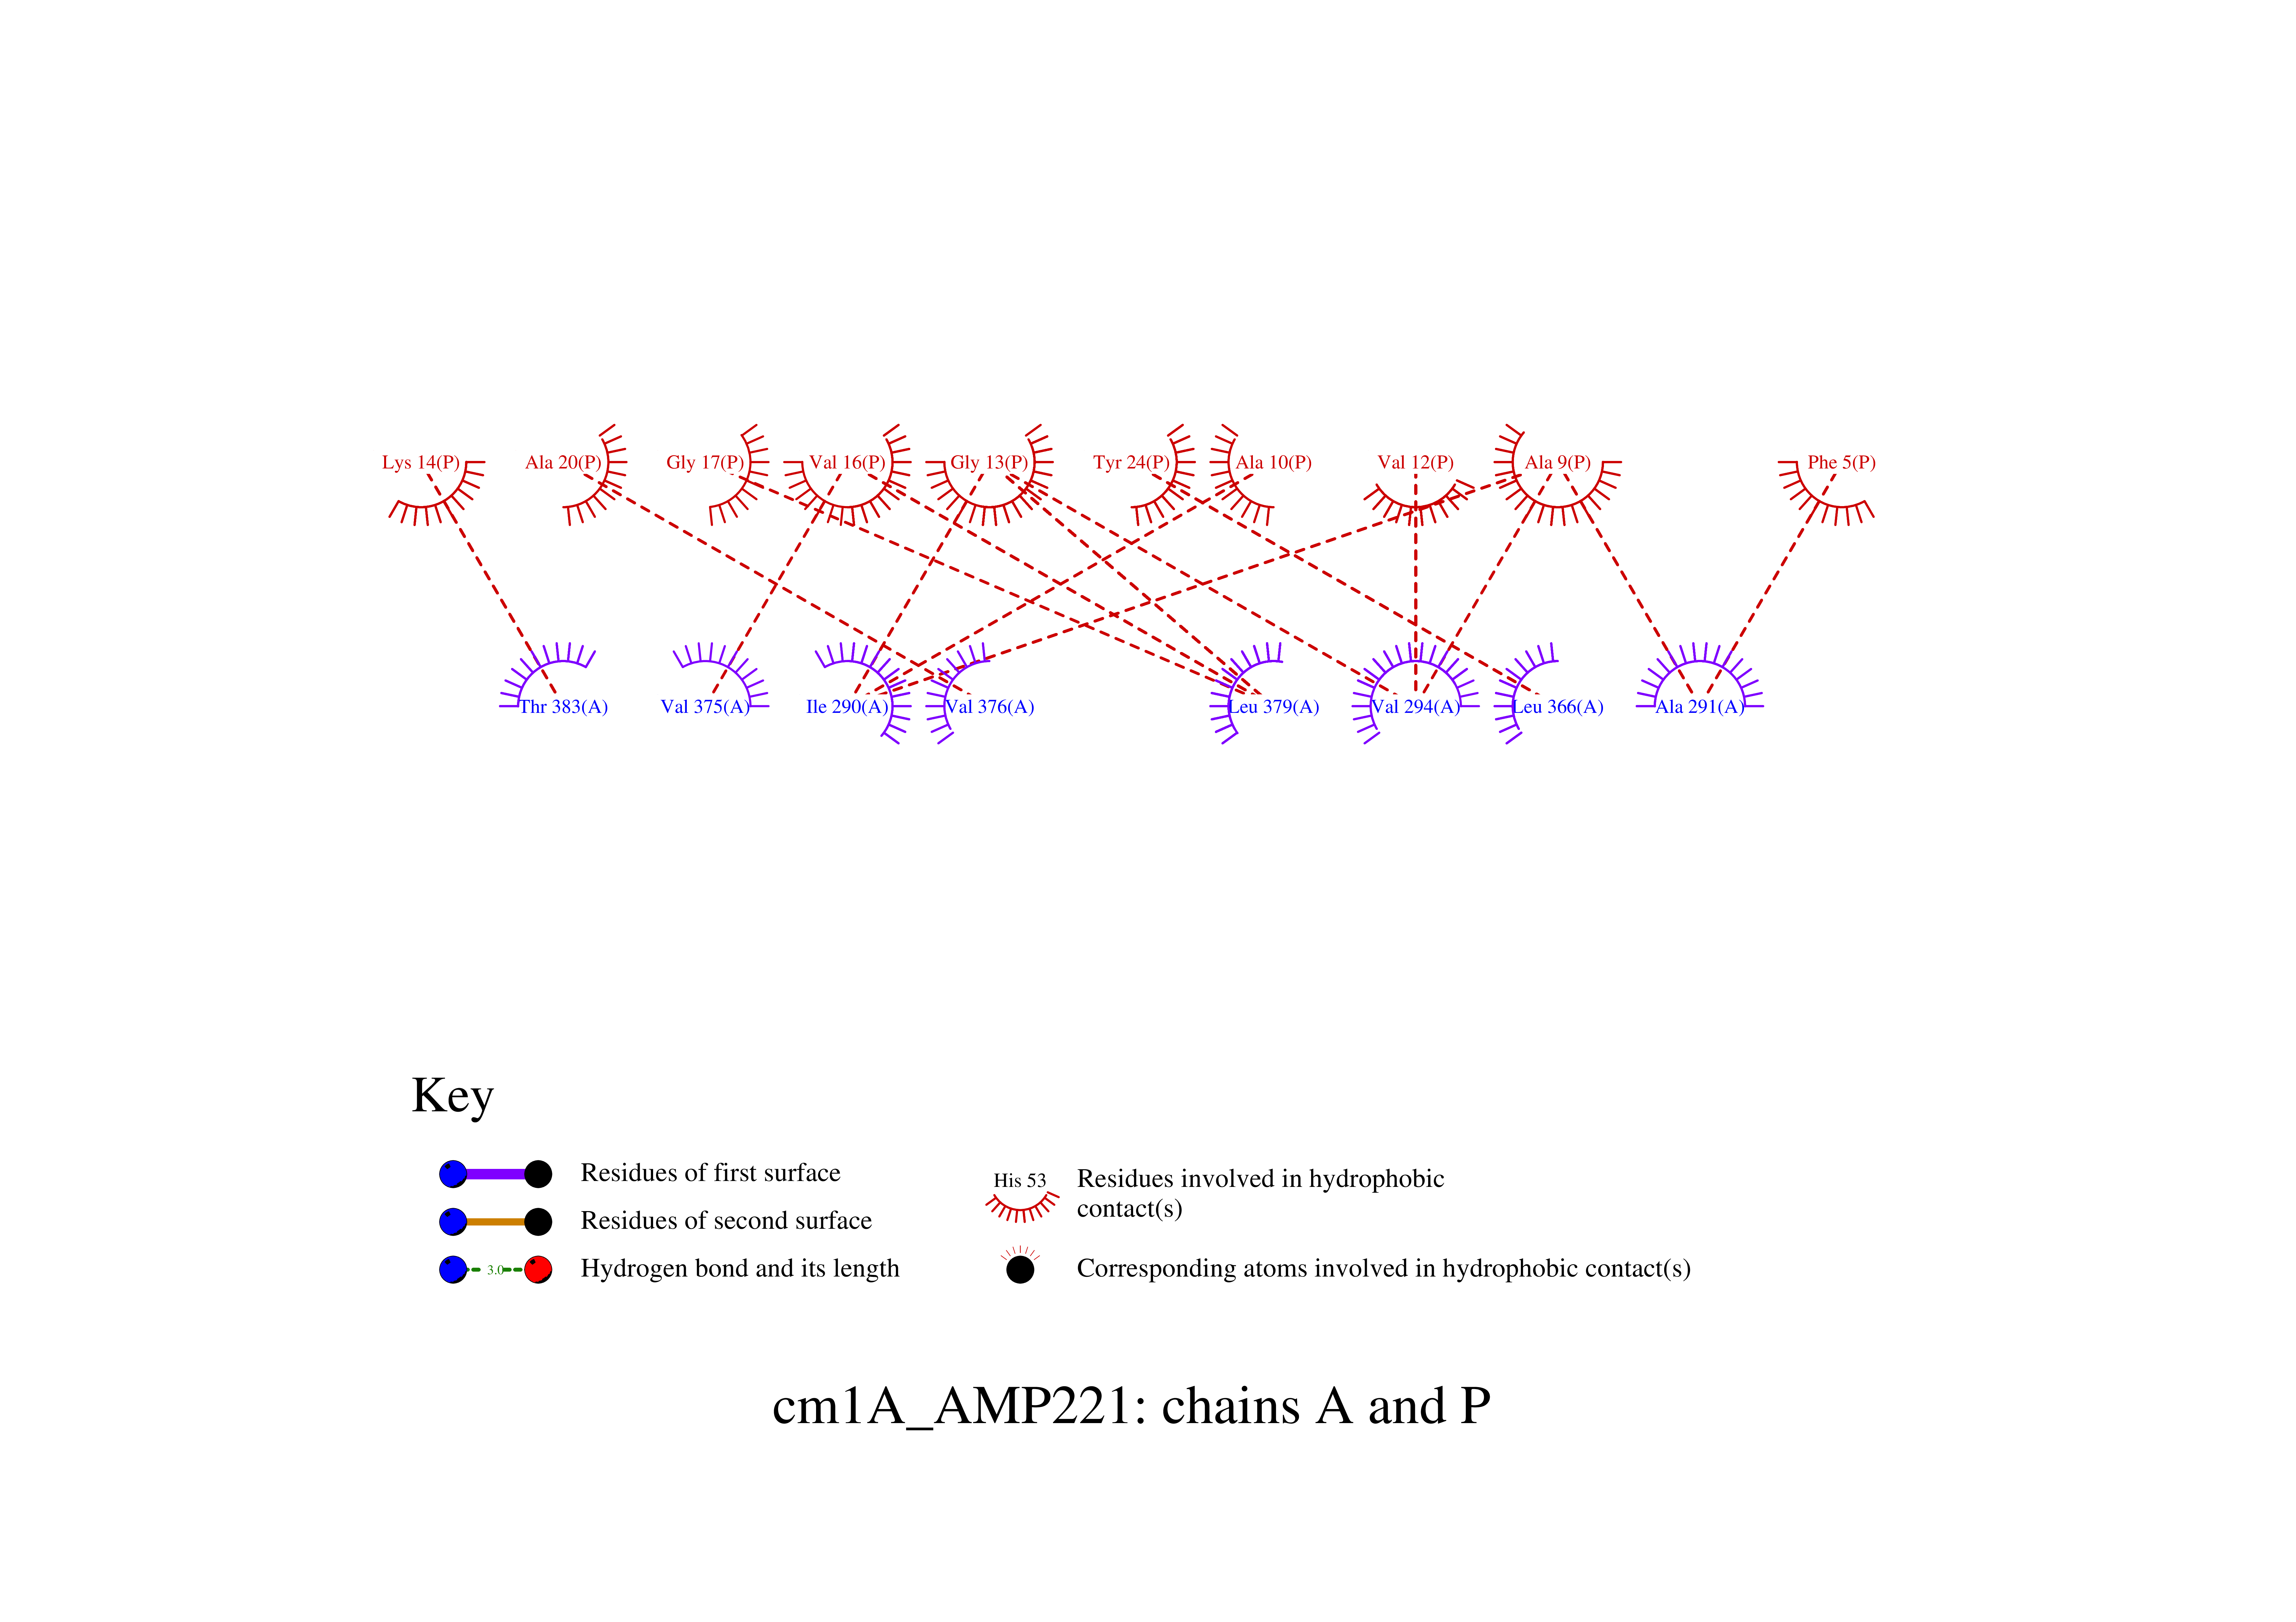 Lys 14(P) Ala 20(P) Gly 17(P) Val 16(P) Gly 13(P) Tyr 24(P) Ala 10(P) Val 12(P) Ala 9(P) Phe 5(P)
Thr 383(A) Val 375(A) Ile 290(A) Val 376(A) Leu 379(A) Val 294(A) Leu 366(A) Ala 291(A)
Key
Residues of first surface
Residues of second surface
3.0 Hydrogen bond and its length
His 53 Residues involved in hydrophobic
contact(s)
Corresponding atoms involved in hydrophobic contact(s)
cm1A_AMP221: chains A and P